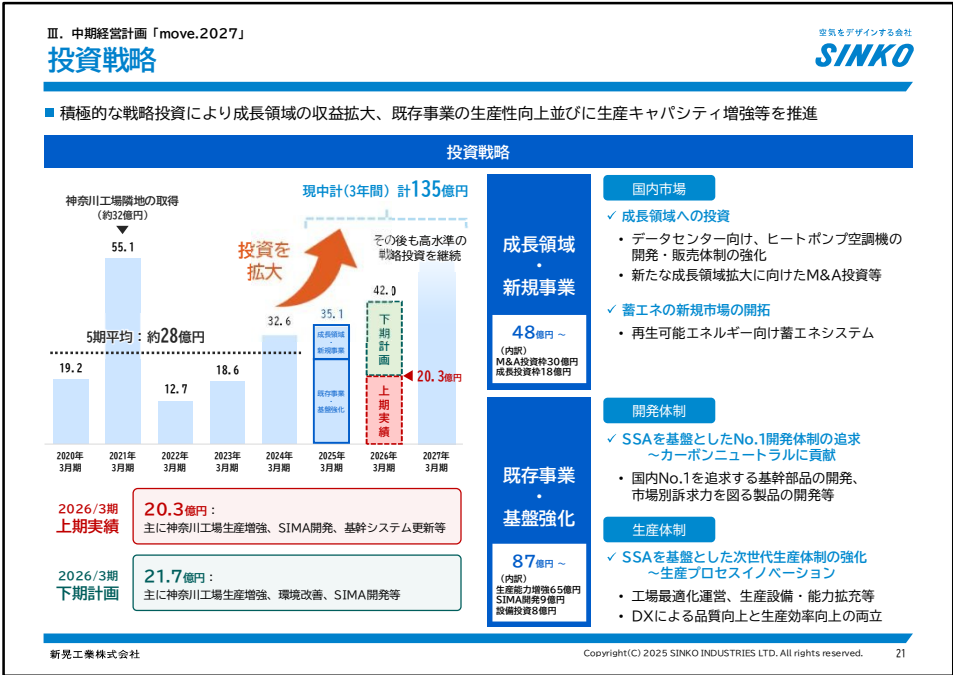 Ⅲ．中期経営計画「move.2027」
投資戦略
空気をデザインする会社
SINKO
■ 積極的な戦略投資により成長領域の収益拡大、既存事業の生産性向上並びに生産キャパシティ増強等を推進
投資戦略
現中計(3年間) 計135億円
神奈川工場隣地の取得
(約32億円)
▼
55.1
投資を
拡大
その後も高水準の
戦略投資を継続
42.0
35.1
32.6
5期平均：約28億円
19.2
12.7
18.6
成長領域
・
新規事業
既存事業
・
基盤強化
下期計画
上期実績
◀ 20.3億円
2020年
3月期
2021年
3月期
2022年
3月期
2023年
3月期
2024年
3月期
2025年
3月期
2026年
3月期
2027年
3月期
2026/3期
上期実績
20.3億円：
主に神奈川工場生産増強、SIMA開発、基幹システム更新等
2026/3期
下期計画
21.7億円：
主に神奈川工場生産増強、環境改善、SIMA開発等
成長領域
・
新規事業
48億円 ～
（内訳）
M&A投資枠30億円
成長投資枠18億円
国内市場
✓ 成長領域への投資
• データセンター向け、ヒートポンプ空調機の
開発・販売体制の強化
• 新たな成長領域拡大に向けたM&A投資等
✓ 蓄エネの新規市場の開拓
• 再生可能エネルギー向け蓄エネシステム
既存事業
・
基盤強化
87億円 ～
（内訳）
生産能力増強65億円
SIMA開発9億円
設備投資8億円
開発体制
✓ SSAを基盤としたNo.1開発体制の追求
～カーボンニュートラルに貢献
• 国内No.1を追求する基幹部品の開発、
市場別訴求力を図る製品の開発等
生産体制
✓ SSAを基盤とした次世代生産体制の強化
～生産プロセスイノベーション
• 工場最適化運営、生産設備・能力拡充等
• DXによる品質向上と生産効率向上の両立
新晃工業株式会社
Copyright(C) 2025 SINKO INDUSTRIES LTD. All rights reserved.
21